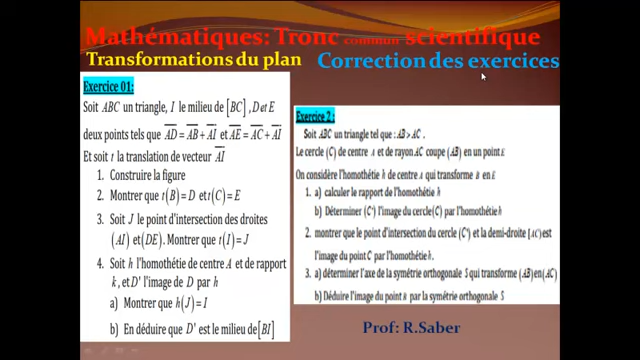 Mathématiques: Tronc commun scientifique
Transformations du plan
Correction des exercices
Exercice 01:
Soit ABC un triangle, I le milieu de [BC], D et E
deux points tels que AD = AB + AI et AE = AC + AI
Et soit t la translation de vecteur AI
1. Construire la figure
2. Montrer que t(B) = D et t(C) = E
3. Soit J le point d'intersection des droites
(AI) et (DE). Montrer que t(I) = J
4. Soit h l'homothétie de centre A et de rapport
k, et D' l'image de D par h
a) Montrer que h(J) = I
b) En déduire que D' est le milieu de [BI]
Exercice 2:
Soit ABC un triangle tel que : AB > AC.
Le cercle (C) de centre A et de rayon AC coupe (AB) en un point E
On considère l'homothétie h de centre A qui transforme B en E
1. a) calculer le rapport de l'homothétie h
b) Déterminer (C') l'image du cercle (C) par l'homothétie h
2. montrer que le point d'intersection du cercle (C') et la demi-droite [AC) est
l'image du point C par l'homothétie h.
3. a) déterminer l'axe de la symétrie orthogonale S qui transforme (AB) en (AC)
b) Déduire l'image du point par la symétrie orthogonale S
Prof: R.Saber